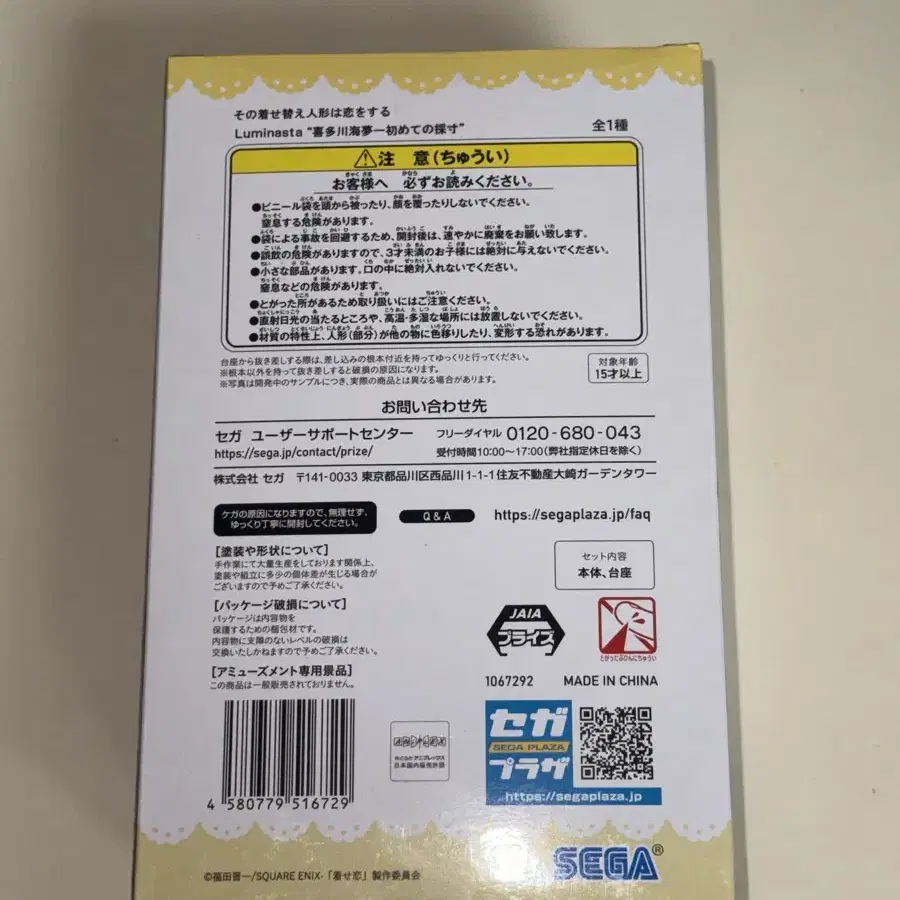 その着せ替え人形は恋をする
Luminasta “喜多川海夢ー初めての採寸”
全1種
注 意(ちゅうい)
お客様へ 必ずお読みください。
●ビニール袋を頭から被ったり、顔を覆ったりしないでください。
窒息する危険があります。
●袋による事故を回避するため、開封後は、速やかに廃棄をお願い致します。
●誤飲の危険がありますので、3才未満のお子様には絶対に与えないでください。
●小さな部品があります。口の中に絶対入れないでください。
窒息などの危険があります。
●とがった所があるため取り扱いにはご注意ください。
●直射日光の当たるところや、高温・多湿な場所には放置しないでください。
●材質の特性上、人形(部分)が他の物に色移りしたり、変形する恐れがあります。
台座から抜き差しする際は、差し込みの根本付近を持ってゆっくりと行ってください。
※根本以外を持って抜き差しすると破損の原因になります。
※写真は開発中のサンプルにつき、実際の商品とは異なる場合があります。
対象年齢
15才以上
お問い合わせ先
セガ ユーザーサポートセンター
https://sega.jp/contact/prize/
フリーダイヤル 0120-680-043
受付時間10:00〜17:00(弊社指定休日を除く)
株式会社 セガ 〒141-0033 東京都品川区西品川1-1-1住友不動産大崎ガーデンタワー
ケガの原因になりますので、無理せず、
ゆっくり丁寧に開封してください。
Q & A
https://segaplaza.jp/faq
[塗装や形状について]
手作業にて大量生産をしております関係上、
塗装や組立に多少の個体差が生じる場合が
ございますので予めご了承ください。
セット内容
本体、台座
[パッケージ破損について]
パッケージは内容物を
保護するための梱包材です。
内容物に支障のないレベルの破損は
交換いたしかねますので予めご了承ください。
JAIA
プライズ
とがったぶひんにちゅうい
[アミューズメント専用景品]
この商品は一般販売されておりません。
1067292
MADE IN CHINA
セガ
SEGA PLAZA
プラザ
https://segaplaza.jp
ANIPLEX
株式会社 アニプレックス
日本国内販売許諾
4 580779 516729
SEGA®
©福田晋一/SQUARE ENIX・「着せ恋」製作委員会